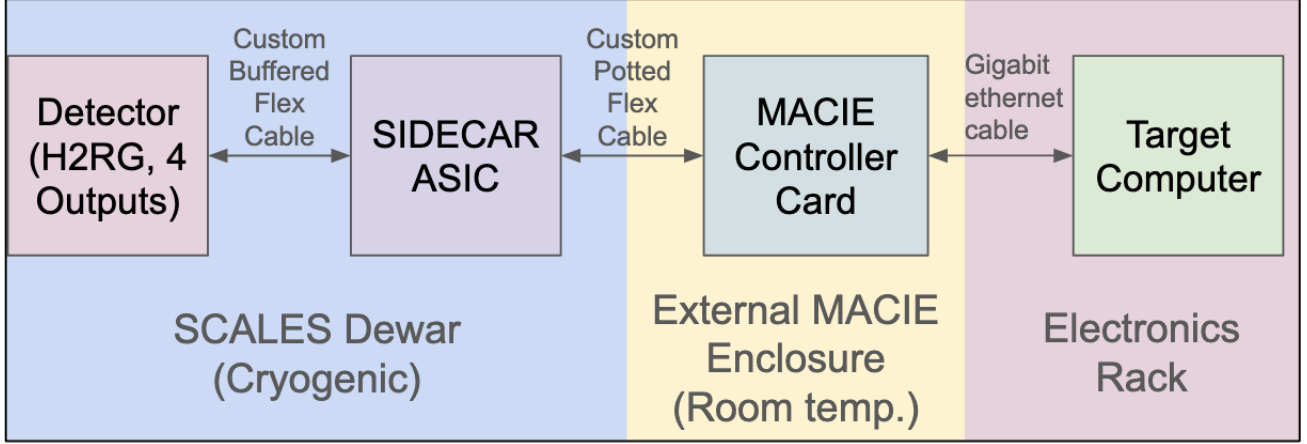 Detector
(H2RG, 4
Outputs)
Custom
Buffered
Flex
Cable
SIDECAR
ASIC
Custom
Potted
Flex
Cable
MACIE
Controller
Card
Gigabit
ethernet
cable
Target
Computer
SCALES Dewar
(Cryogenic)
External MACIE
Enclosure
(Room temp.)
Electronics
Rack